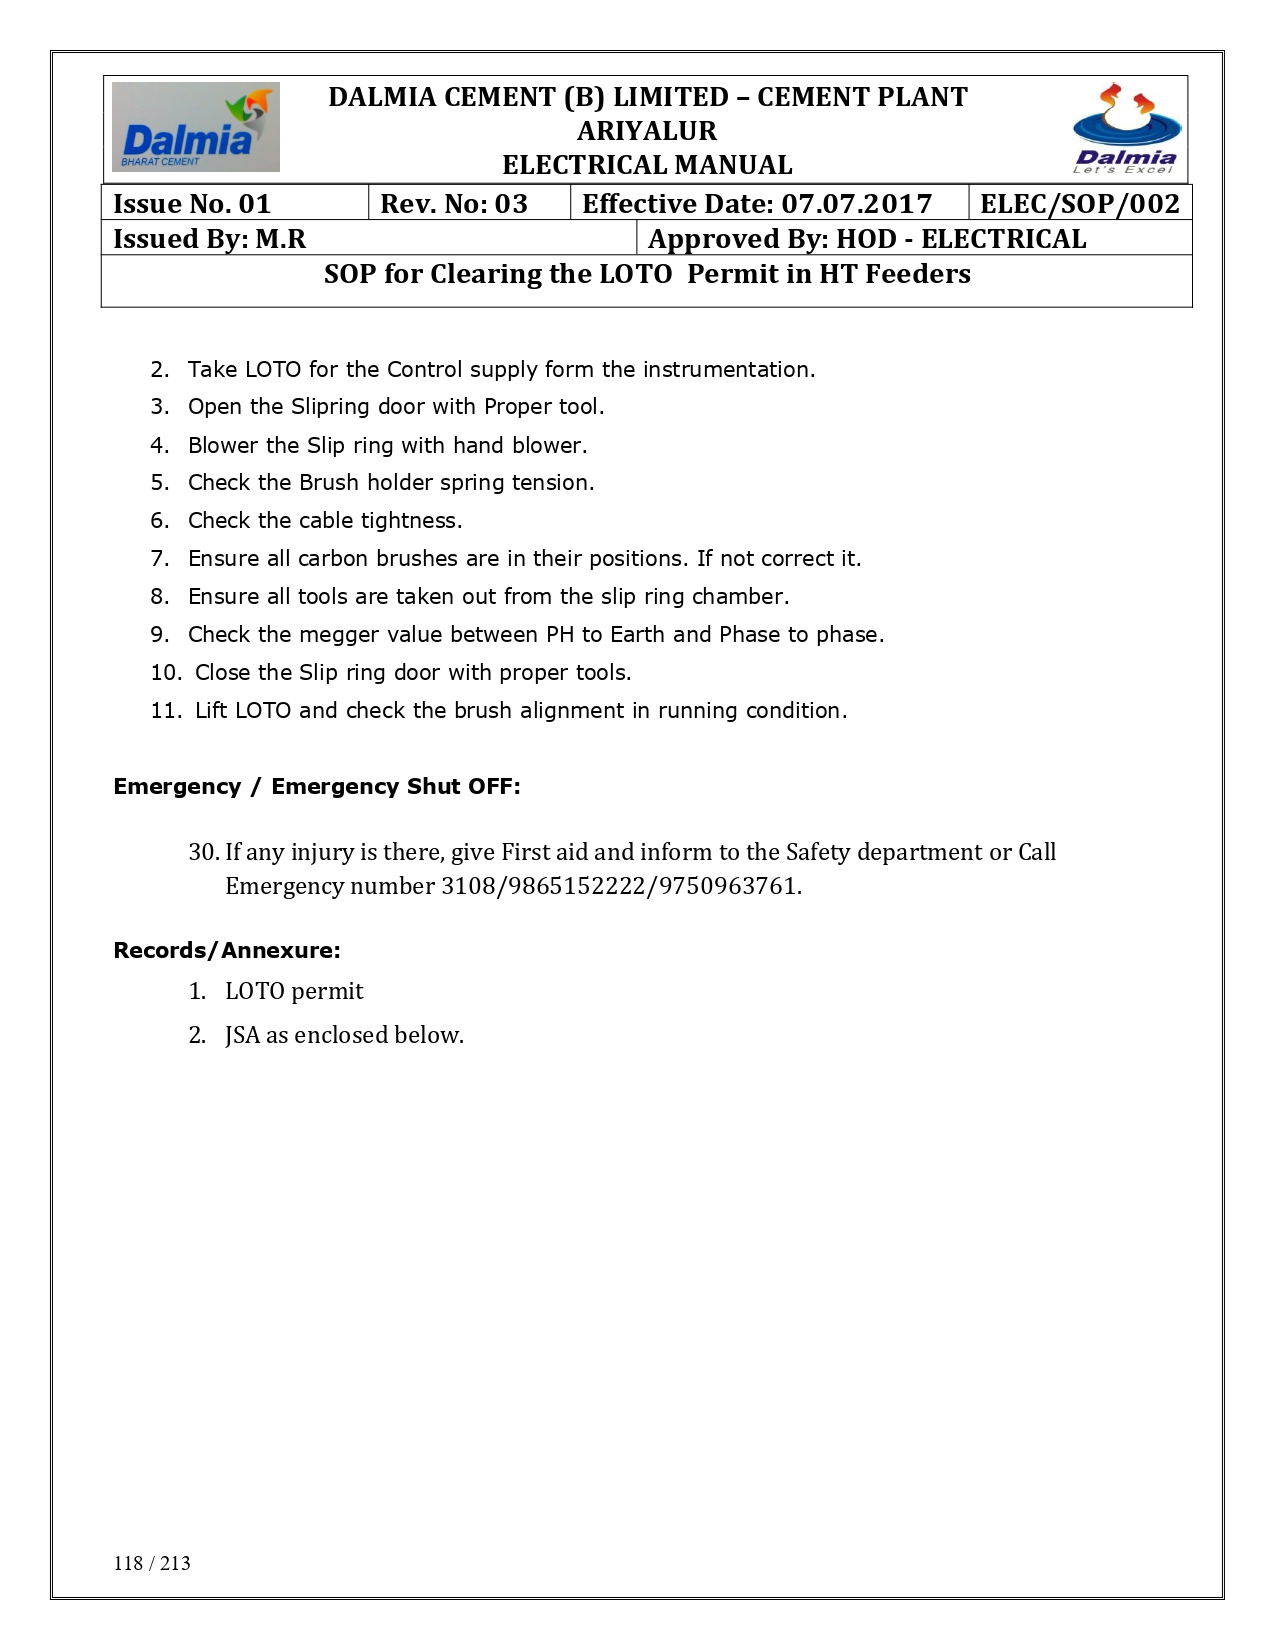 Dalmia
BHARAT CEMENT
DALMIA CEMENT (B) LIMITED – CEMENT PLANT
ARIYALUR
ELECTRICAL MANUAL
Dalmia
Let's Excel
Issue No. 01 Rev. No: 03 Effective Date: 07.07.2017 ELEC/SOP/002
Issued By: M.R Approved By: HOD - ELECTRICAL
SOP for Clearing the LOTO  Permit in HT Feeders
2. Take LOTO for the Control supply form the instrumentation.
3. Open the Slipring door with Proper tool.
4. Blower the Slip ring with hand blower.
5. Check the Brush holder spring tension.
6. Check the cable tightness.
7. Ensure all carbon brushes are in their positions. If not correct it.
8. Ensure all tools are taken out from the slip ring chamber.
9. Check the megger value between PH to Earth and Phase to phase.
10. Close the Slip ring door with proper tools.
11. Lift LOTO and check the brush alignment in running condition.
Emergency / Emergency Shut OFF:
30. If any injury is there, give First aid and inform to the Safety department or Call
Emergency number 3108/9865152222/9750963761.
Records/Annexure:
1. LOTO permit
2. JSA as enclosed below.
118 / 213